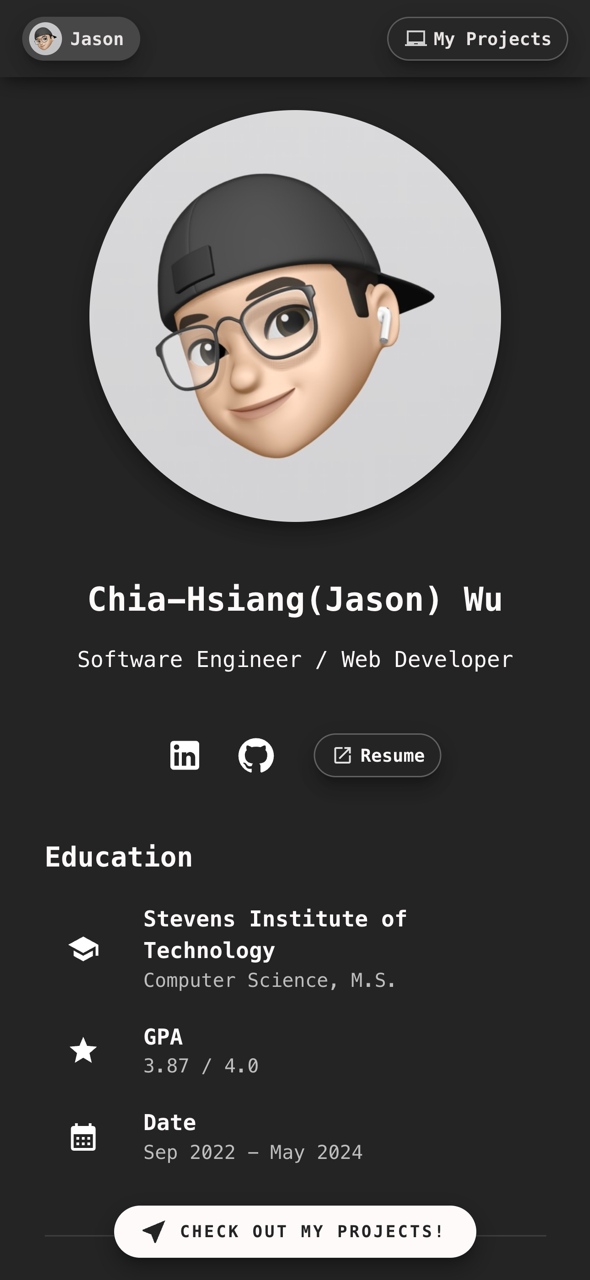 Jason
My Projects
Chia–Hsiang(Jason) Wu
Software Engineer / Web Developer
in
Resume
Education
Stevens Institute of
Technology
Computer Science, M.S.
GPA
3.87 / 4.0
Date
Sep 2022 – May 2024
CHECK OUT MY PROJECTS!